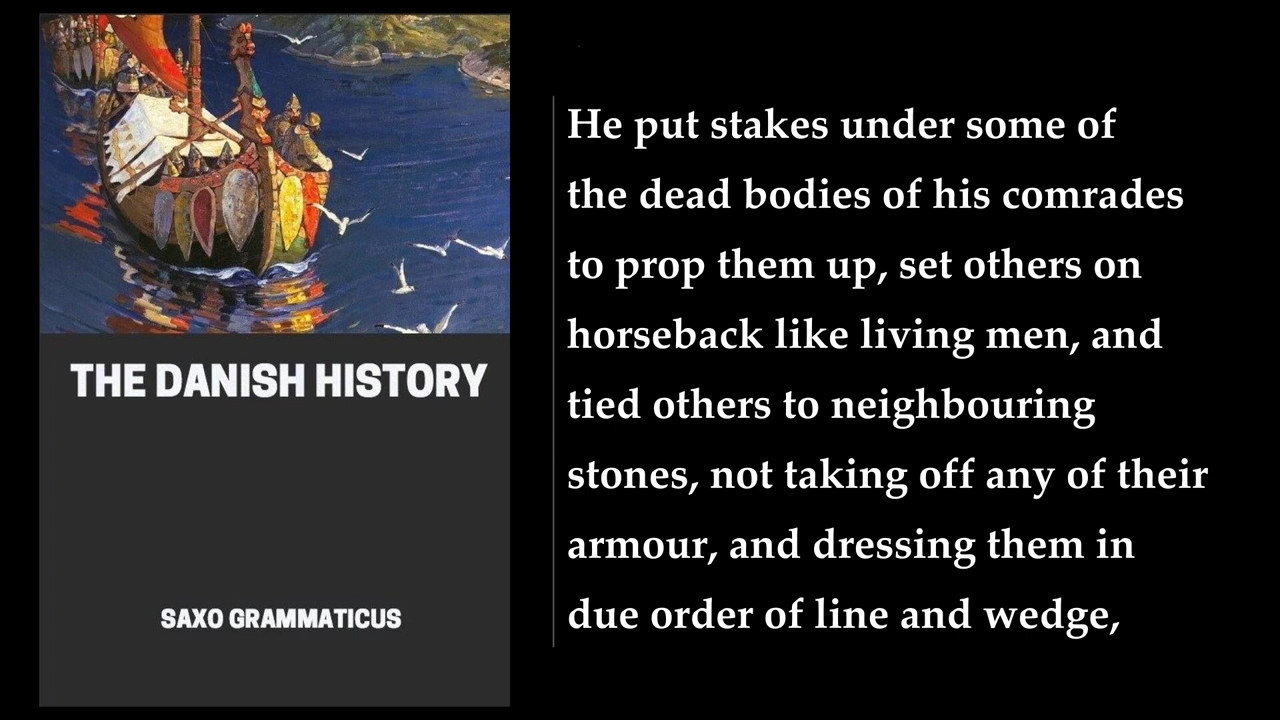 THE DANISH HISTORY
SAXO GRAMMATICUS
He put stakes under some of
the dead bodies of his comrades
to prop them up, set others on
horseback like living men, and
tied others to neighbouring
stones, not taking off any of their
armour, and dressing them in
due order of line and wedge,